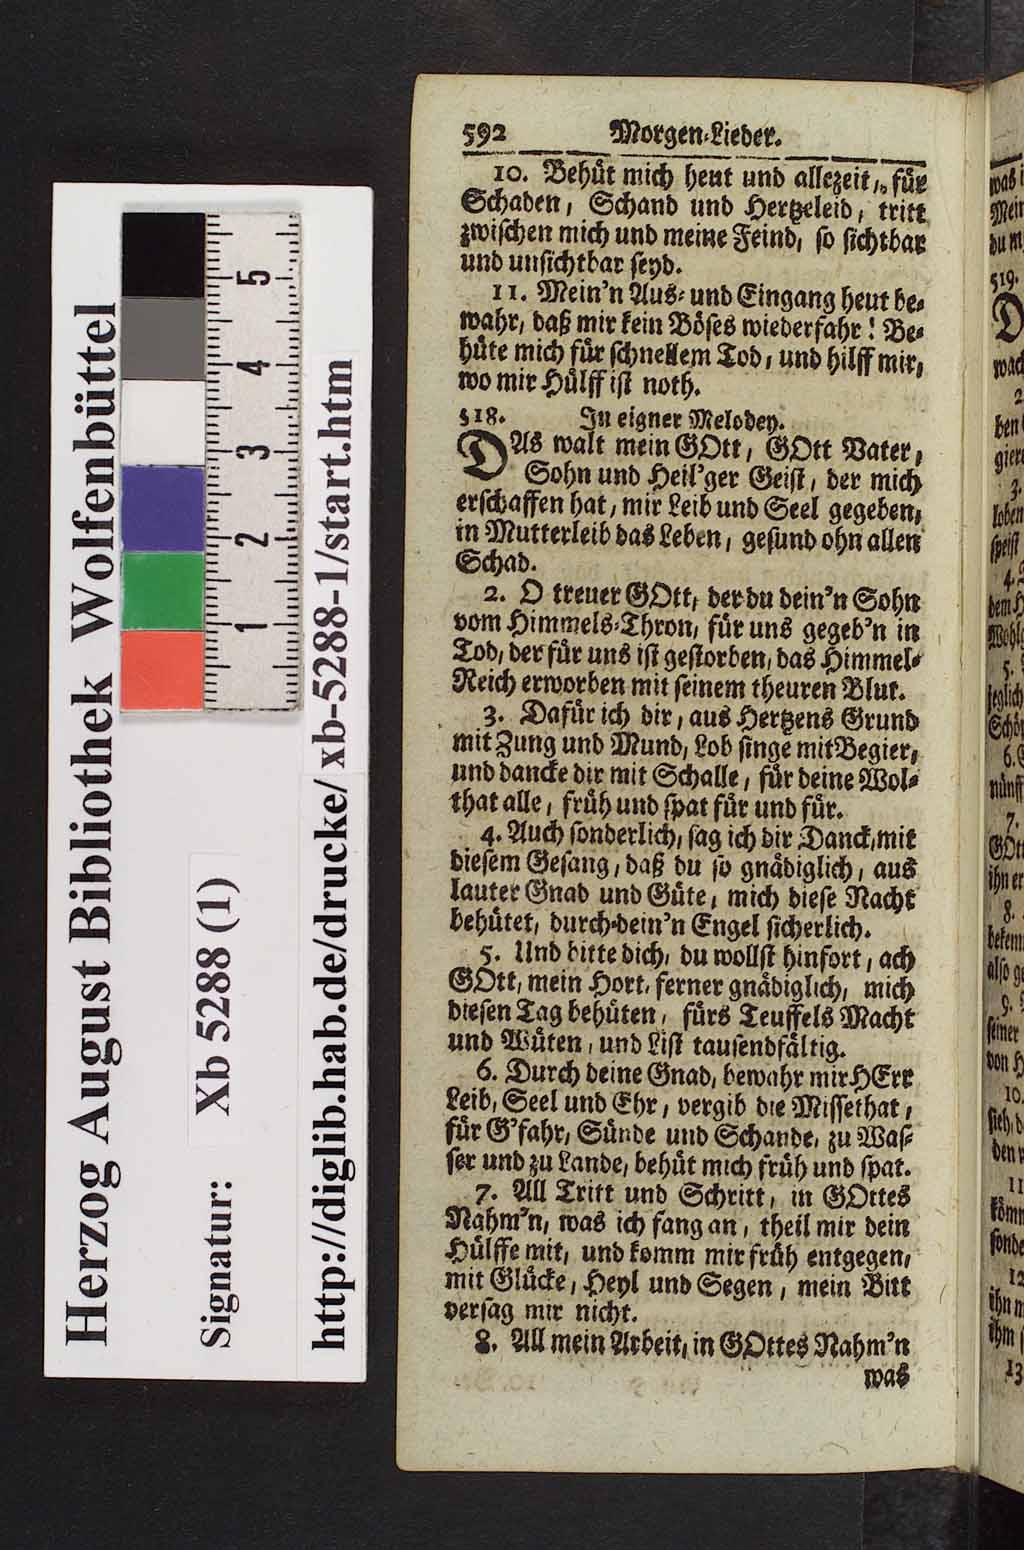 Herzog August Bibliothek Wolfenbüttel
Signatur: Xb 5288 (1)
http://diglib.hab.de/drucke/ xb-5288-1/start.htm
5
4
3
2
1
592 Morgen-Lieder.
10. Behüt mich heut und allezeit, für
Schaden, Schand und Hertzeleid, tritt
zwischen mich und meine Feind, so sichtbar
und unsichtbar seyd.
11. Mein'n Aus- und Eingang heut be-
wahr, daß mir kein Böses wiederfahr! Be-
hüte mich für schnellem Tod, und hilff mir,
wo mir Hülff ist noth.
518. In eigner Melodey.
DAs walt mein GOtt, GOtt Vater,
Sohn und Heil'ger Geist, der mich
erschaffen hat, mir Leib und Seel gegeben,
in Mutterleib das Leben, gesund ohn allen
Schad.
2. O treuer GOtt, der du dein'n Sohn
vom Himmels-Thron, für uns gegeb'n in
Tod, der für uns ist gestorben, das Himmel-
Reich erworben mit seinem theuren Blut.
3. Dafür ich dir, aus Hertzens Grund
mit Zung und Mund, Lob singe mit Begier,
und dancke dir mit Schalle, für deine Wol-
that alle, früh und spat für und für.
4. Auch sonderlich, sag ich dir Danck, mit
diesem Gesang, daß du so gnädiglich, aus
lauter Gnad und Güte, mich diese Nacht
behütet, durch dein'n Engel sicherlich.
5. Und bitte dich, du wollst hinfort, ach
GOtt, mein Hort, ferner gnädiglich, mich
diesen Tag behüten, fürs Teuffels Macht
und Wüten, und List tausendfältig.
6. Durch deine Gnad, bewahr mir HErr
Leib, Seel und Ehr, vergib die Missethat,
für G'fahr, Sünde und Schande, zu Was-
ser und zu Lande, behüt mich früh und spat.
7. All Tritt und Schritt, in GOttes
Nahm'n, was ich fang an, theil mir dein
Hülffe mit, und komm mir früh entgegen,
mit Glücke, Heyl und Segen, mein Bitt
versag mir nicht.
8. All mein Arbeit, in GOttes Nahm'n
was